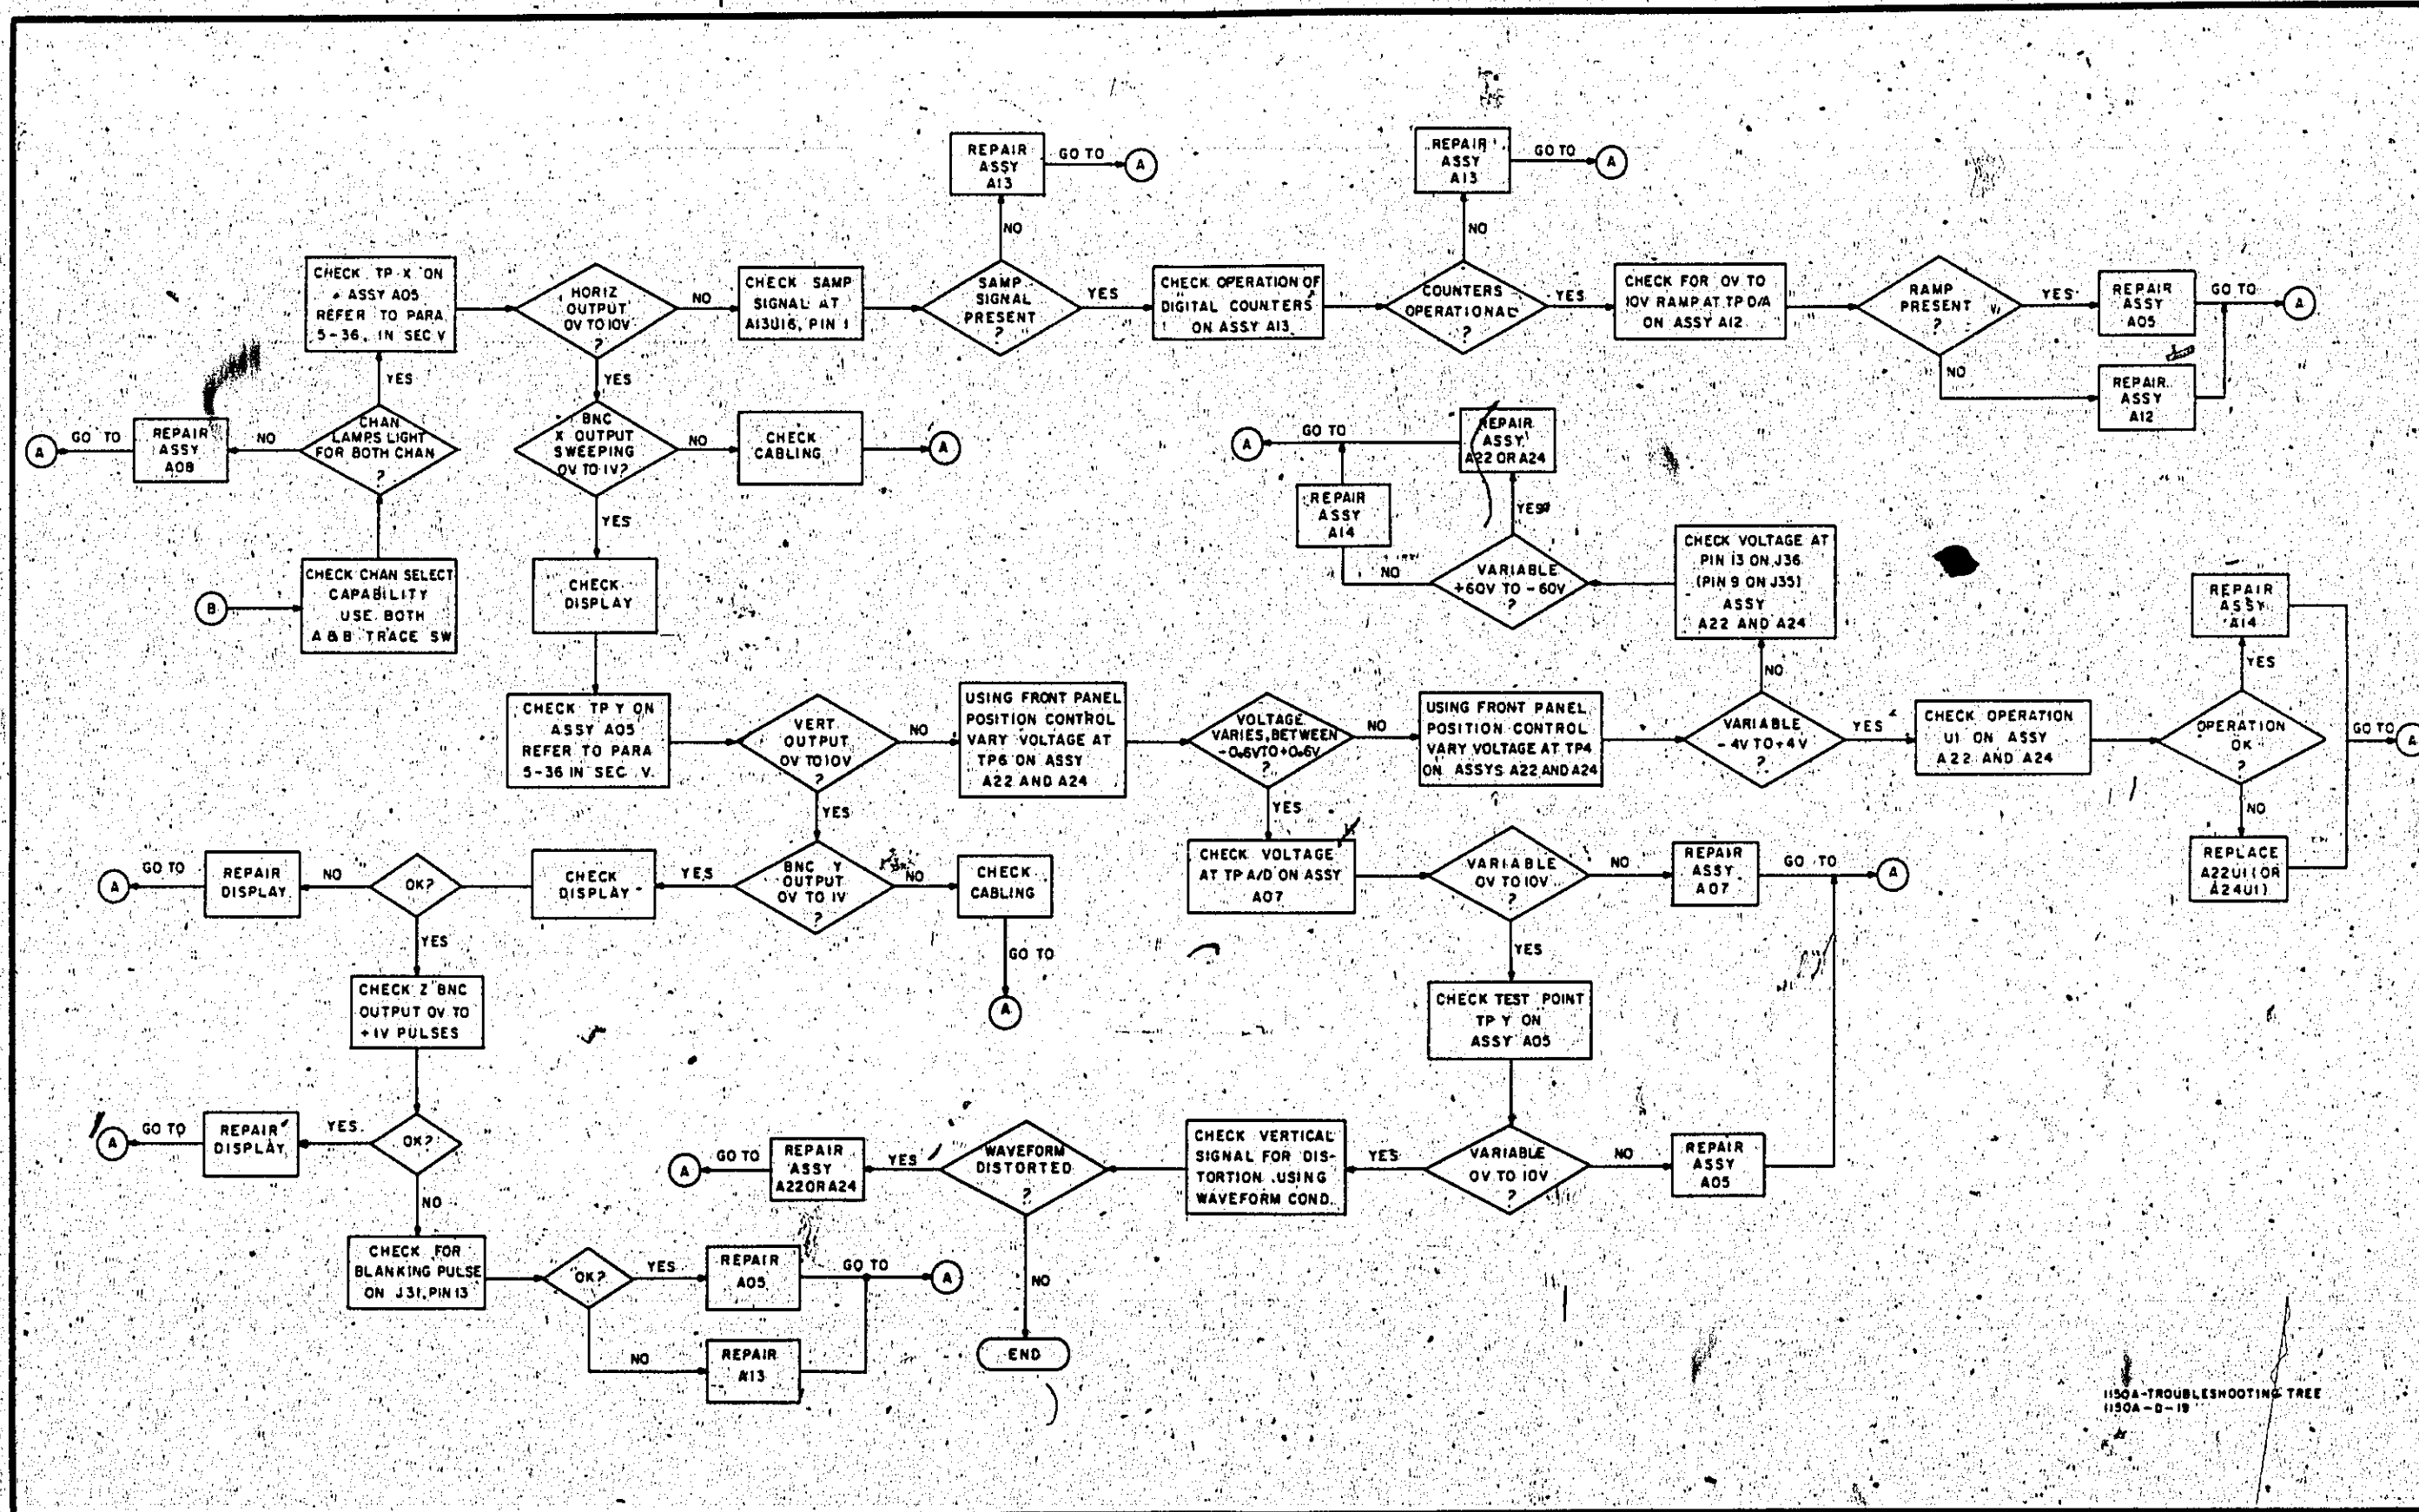 REPAIR
ASSY
A13
GO TO
A
NO
REPAIR
ASSY
A13
GO TO
A
NO
CHECK TP X ON
ASSY A05
REFER TO PARA
5-36, IN SEC V
HORIZ
OUTPUT
0V TO 10V
?
NO
CHECK SAMP
SIGNAL AT
A13U16, PIN 1
SAMP
SIGNAL
PRESENT
?
YES
CHECK OPERATION OF
DIGITAL COUNTERS
ON ASSY A13
COUNTERS
OPERATIONAL
?
YES
CHECK FOR 0V TO
10V RAMP AT TP D/A
ON ASSY A12
RAMP
PRESENT
?
YES
REPAIR
ASSY
A05
GO TO
A
NO
REPAIR
ASSY
A12
YES
YES
A
GO TO
REPAIR
ASSY
A08
NO
CHAN
LAMPS LIGHT
FOR BOTH CHAN
?
BNC
X OUTPUT
SWEEPING
0V TO 1V?
NO
CHECK
CABLING
A
YES
A
GO TO
REPAIR
ASSY
A22 OR A24
REPAIR
ASSY
A14
YES
NO
VARIABLE
+60V TO -60V
?
CHECK VOLTAGE AT
PIN 13 ON J36
(PIN 9 ON J35)
ASSY
A22 AND A24
NO
B
CHECK CHAN SELECT
CAPABILITY
USE BOTH
A & B TRACE SW
CHECK
DISPLAY
REPAIR
ASSY
A14
YES
CHECK TP Y ON
ASSY A05
REFER TO PARA
5-36 IN SEC V.
VERT
OUTPUT
0V TO 10V
?
NO
USING FRONT PANEL
POSITION CONTROL
VARY VOLTAGE AT
TP6 ON ASSY
A22 AND A24
VOLTAGE
VARIES, BETWEEN
-0.6V TO +0.6V
?
NO
USING FRONT PANEL
POSITION CONTROL
VARY VOLTAGE AT TP4
ON ASSYS A22 AND A24
VARIABLE
-4V TO +4V
?
YES
CHECK OPERATION
U1 ON ASSY
A22 AND A24
OPERATION
OK
?
GO TO
A
NO
REPLACE
A22U1 (OR
A24U1)
YES
YES
A
GO TO
REPAIR
DISPLAY
NO
OK?
CHECK
DISPLAY
YES
BNC Y
OUTPUT
0V TO 1V
?
NO
CHECK
CABLING
GO TO
A
CHECK VOLTAGE
AT TP A/D ON ASSY
A07
VARIABLE
0V TO 10V
?
NO
REPAIR
ASSY
A07
GO TO
A
YES
YES
CHECK Z BNC
OUTPUT 0V TO
+1V PULSES
CHECK TEST POINT
TP Y ON
ASSY A05
A
GO TO
REPAIR
DISPLAY
YES
OK?
NO
A
GO TO
REPAIR
ASSY
A22 OR A24
YES
WAVEFORM
DISTORTED
?
CHECK VERTICAL
SIGNAL FOR DIS-
TORTION USING
WAVEFORM COND.
YES
VARIABLE
0V TO 10V
?
NO
REPAIR
ASSY
A05
CHECK FOR
BLANKING PULSE
ON J31, PIN 13
OK?
YES
REPAIR
A05
GO TO
A
NO
REPAIR
A13
NO
END
1150A-TROUBLESHOOTING TREE
1150A-D-19